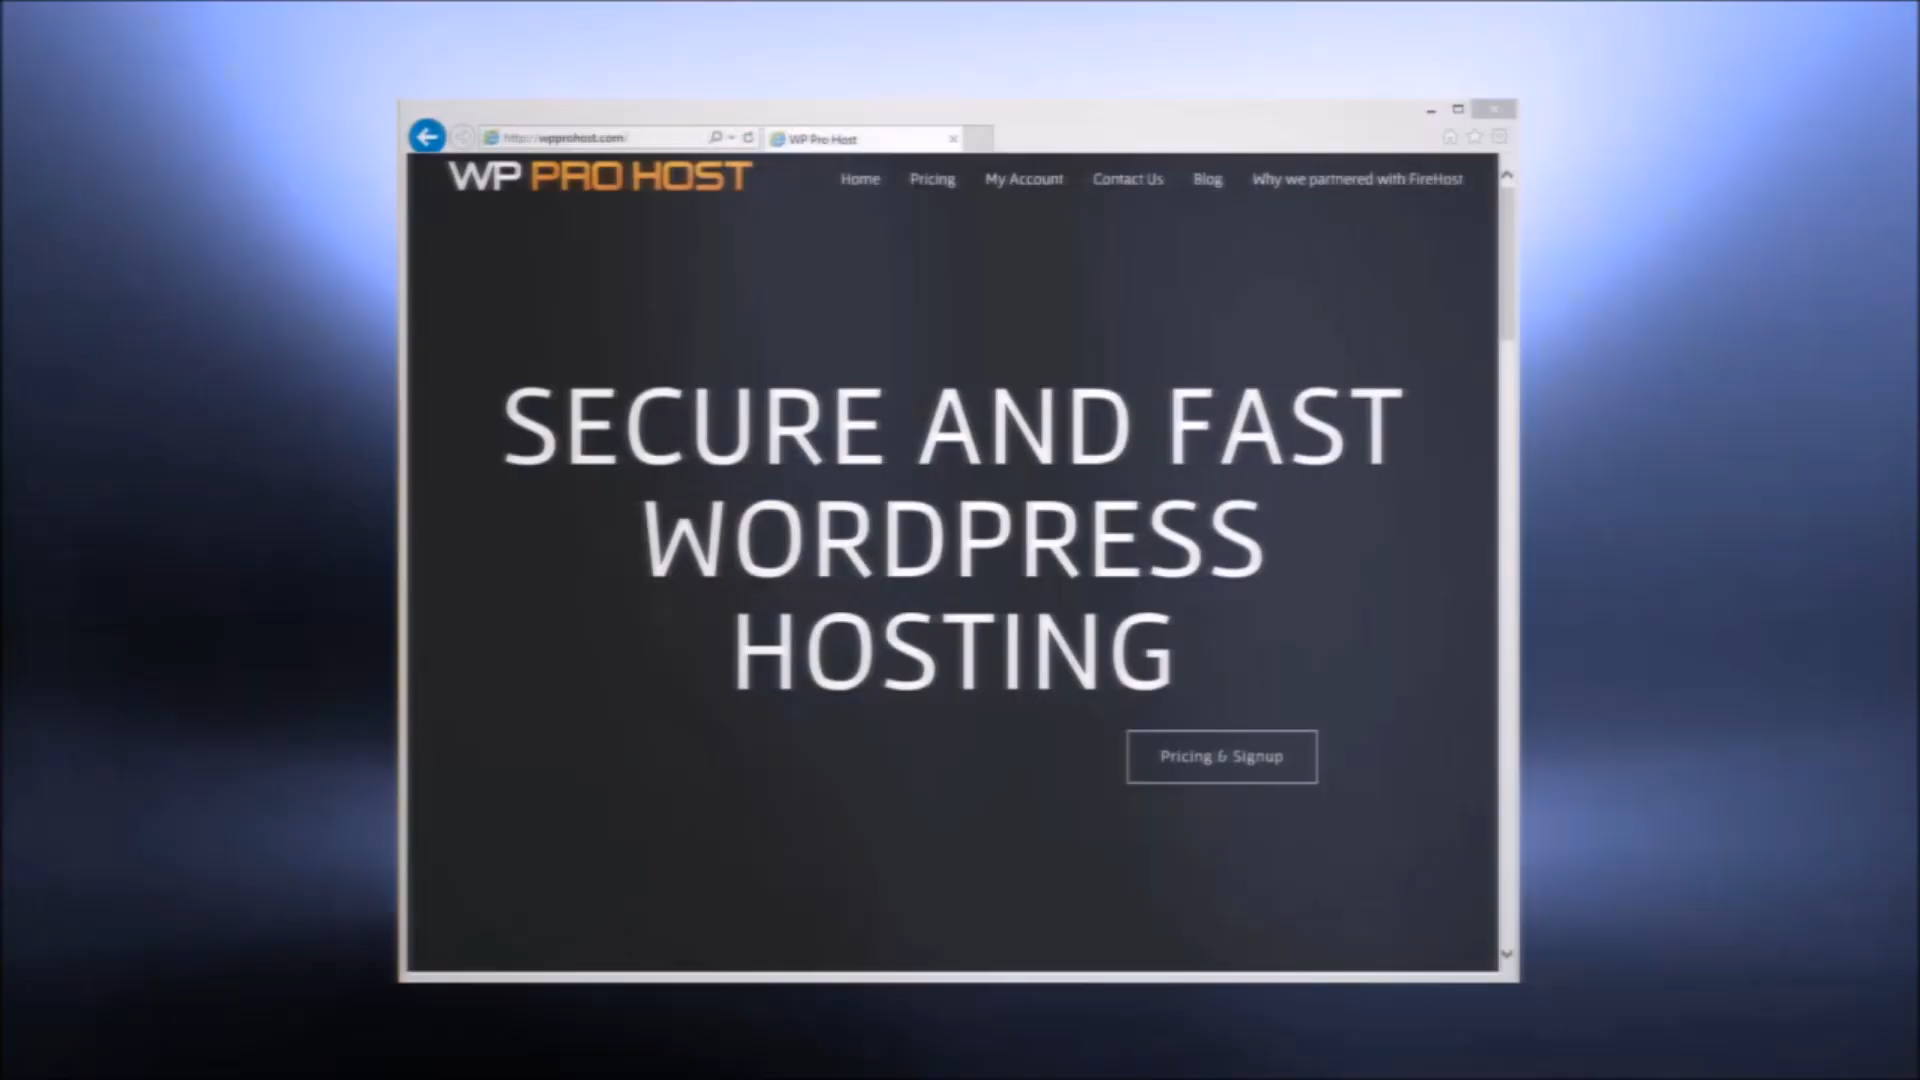 http://wpprohost.com/
WP Pro Host
WP PRO HOST
Home Pricing My Account Contact Us Blog Why we partnered with FireHost
SECURE AND FAST
WORDPRESS
HOSTING
Pricing & Signup